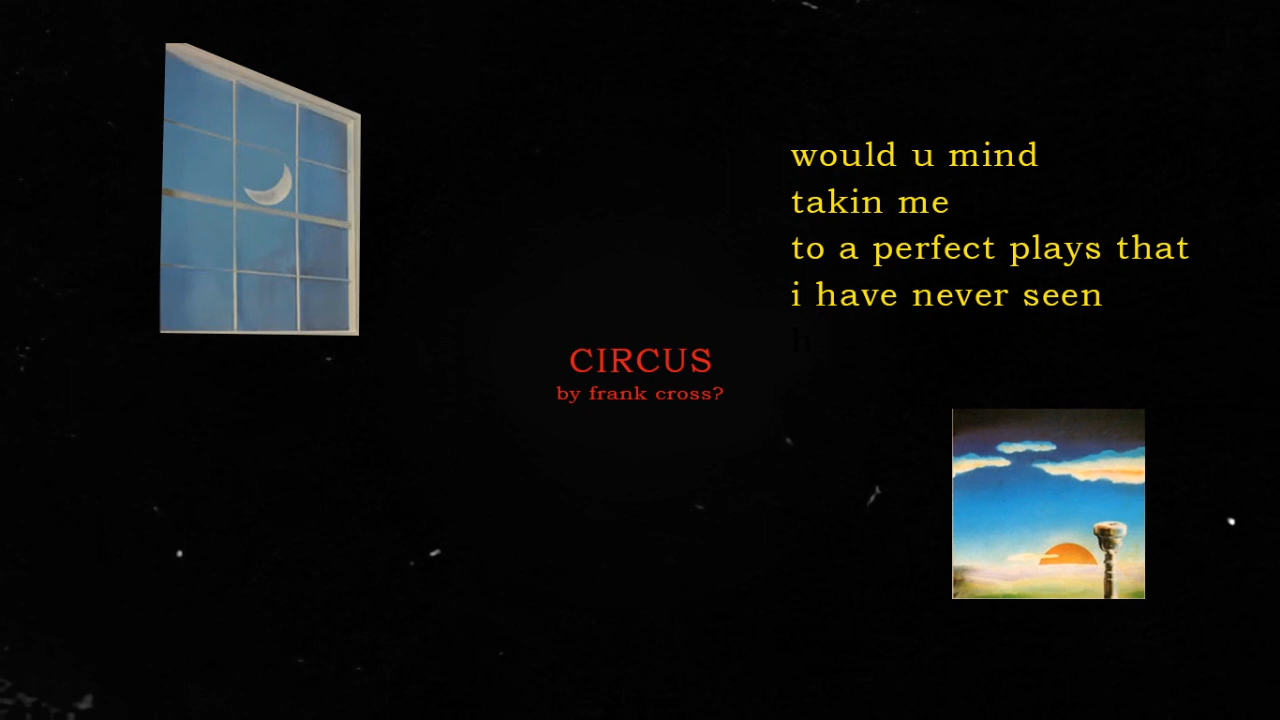 would u mind
takin me
to a perfect plays that
i have never seen
h
CIRCUS
by frank cross?